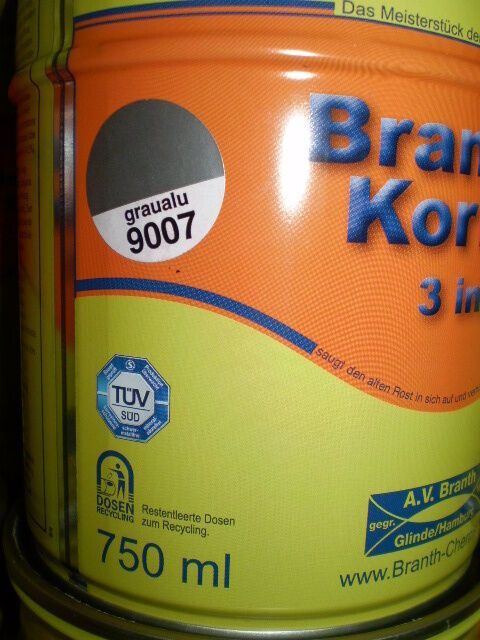 Das Meisterstück de
graualu
9007
Bran
Kor
3 in
saugt den alten Rost in sich auf und
TÜV
SÜD
DOSEN
RECYCLING
Restentleerte Dosen
zum Recycling.
750 ml
A.V. Branth
gegr.
Glinde/Hamburg
www.Branth-Chem